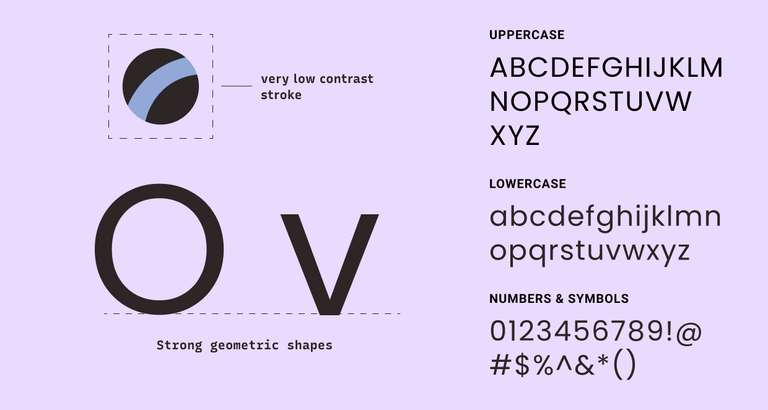 very low contrast
stroke
O v
Strong geometric shapes
UPPERCASE
ABCDEFGHIJKLM
NOPQRSTUVW
XYZ
LOWERCASE
abcdefghijklmn
opqrstuvwxyz
NUMBERS & SYMBOLS
0123456789!@
#$%^&*()